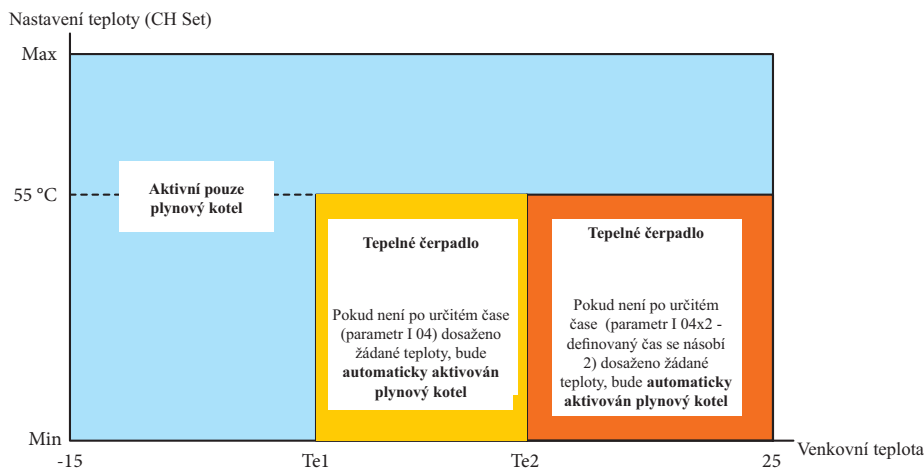 Nastavení teploty (CH Set)
Max
55 °C
Aktivní pouze
plynový kotel
Tepelné čerpadlo
Pokud není po určitém čase
(parametr I 04) dosaženo
žádané teploty, bude
automaticky aktivován
plynový kotel
Tepelné čerpadlo
Pokud není po určitém
čase (parametr I 04x2 -
definovaný čas se násobí
2) dosaženo žádané
teploty, bude automaticky
aktivován plynový kotel
Min
-15
Te1
Te2
25
Venkovní teplota